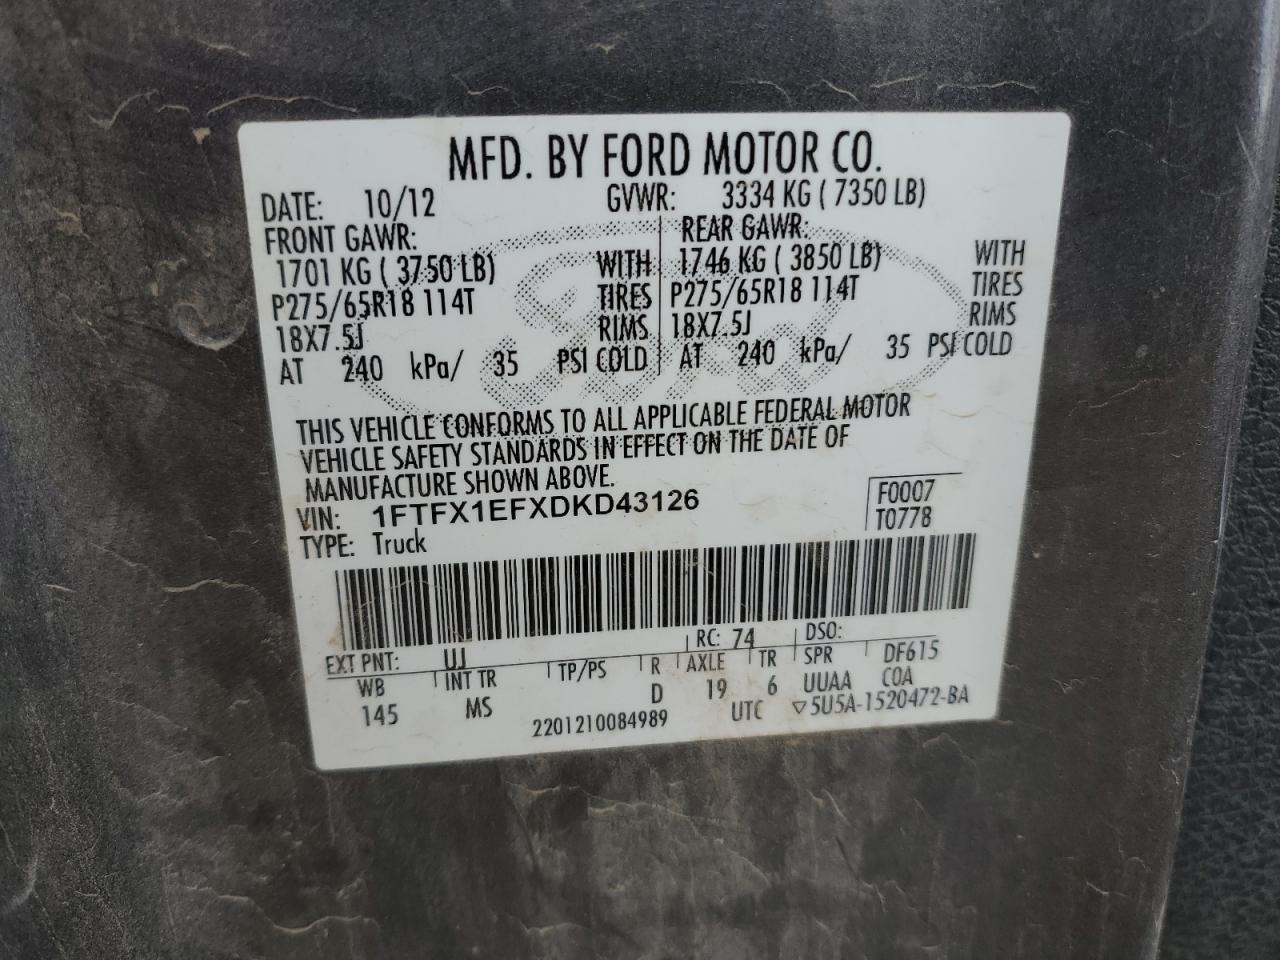 MFD. BY FORD MOTOR CO.
DATE: 10/12 GVWR: 3334 KG ( 7350 LB)
FRONT GAWR: REAR GAWR:
1701 KG ( 3750 LB) WITH 1746 KG ( 3850 LB) WITH
P275/65R18 114T TIRES P275/65R18 114T TIRES
18X7.5J RIMS 18X7.5J RIMS
AT 240 kPa/ 35 PSI COLD AT 240 kPa/ 35 PSI COLD
Ford
THIS VEHICLE CONFORMS TO ALL APPLICABLE FEDERAL MOTOR
VEHICLE SAFETY STANDARDS IN EFFECT ON THE DATE OF
MANUFACTURE SHOWN ABOVE.
VIN: 1FTFX1EFXDKD43126 F0007
TYPE: Truck T0778
EXT PNT: UJ RC: 74 DSO:
WB INT TR TP/PS R AXLE TR SPR DF615
145 MS D 19 6 UUAA COA
2201210084989 UTC ▽5U5A-1520472-BA